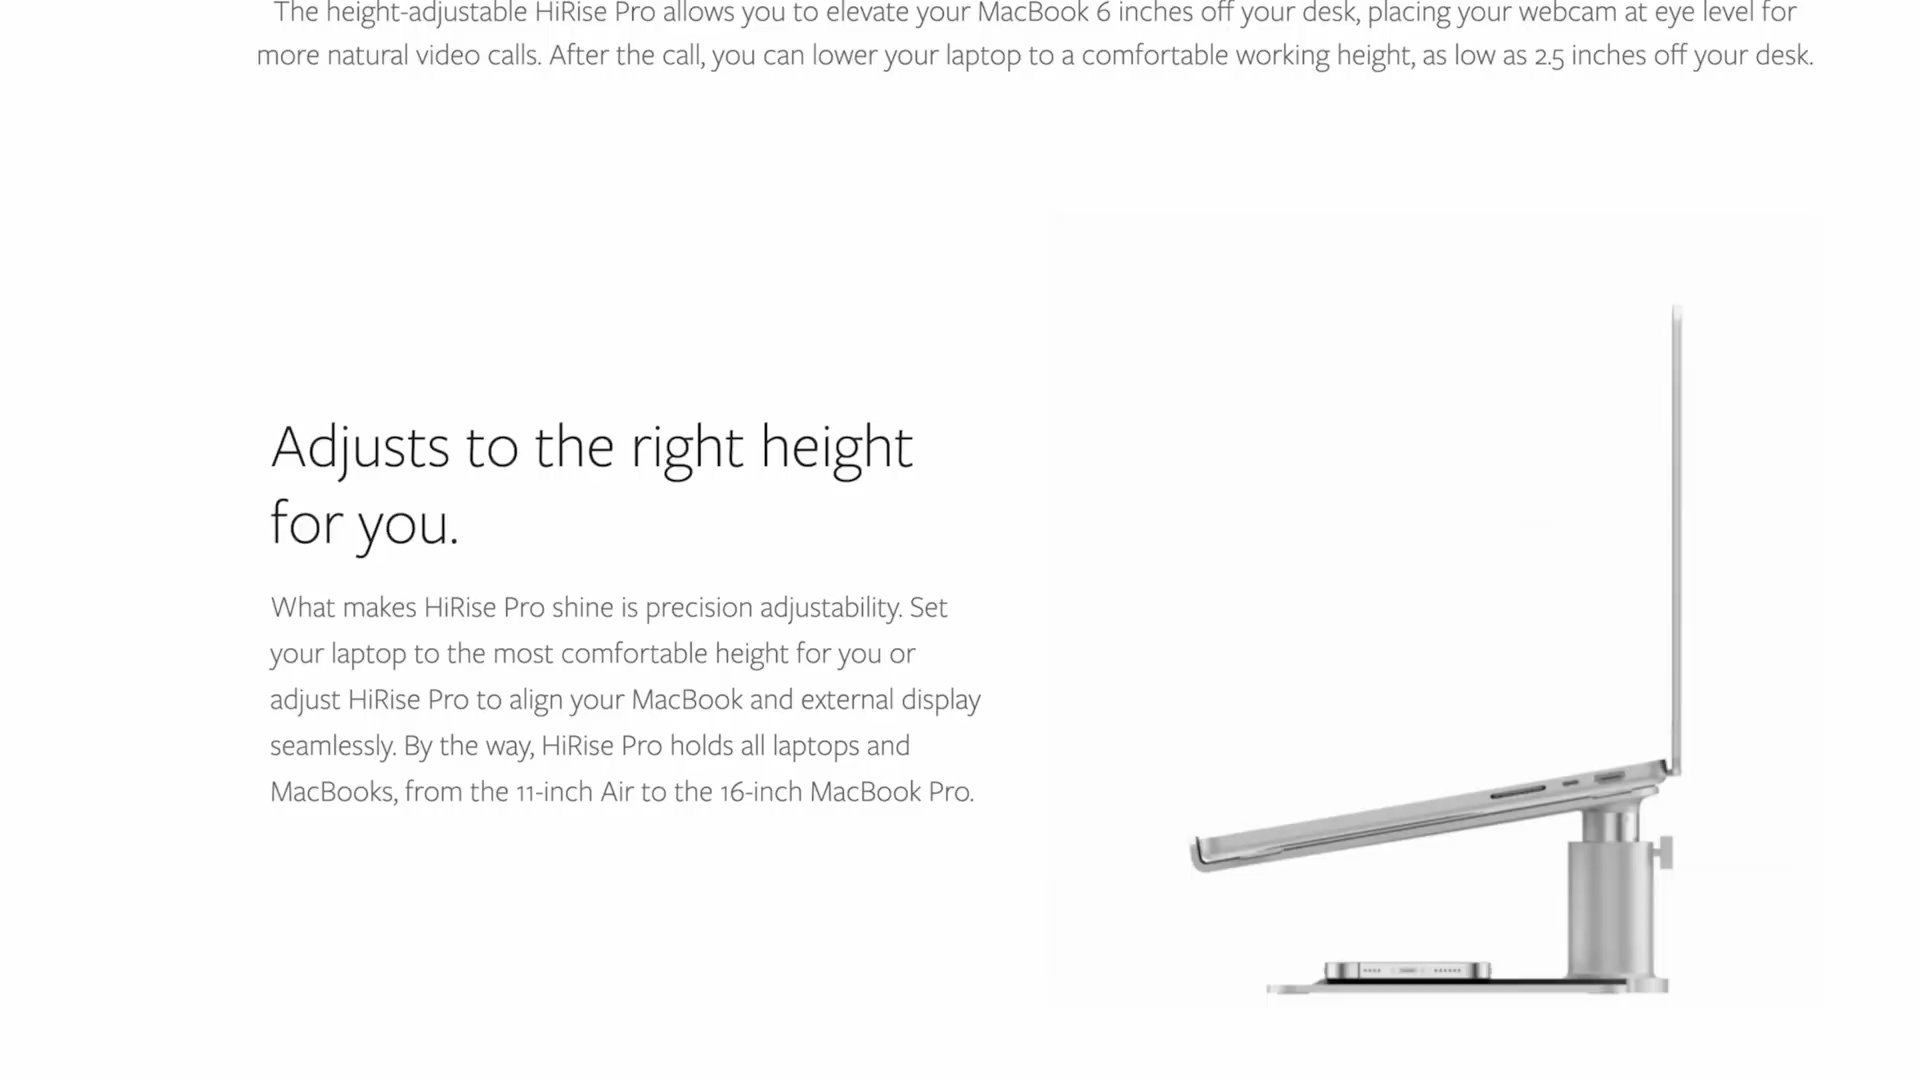 The height-adjustable HiRise Pro allows you to elevate your MacBook 6 inches off your desk, placing your webcam at eye level for
more natural video calls. After the call, you can lower your laptop to a comfortable working height, as low as 2.5 inches off your desk.
Adjusts to the right height
for you.
What makes HiRise Pro shine is precision adjustability. Set
your laptop to the most comfortable height for you or
adjust HiRise Pro to align your MacBook and external display
seamlessly. By the way, HiRise Pro holds all laptops and
MacBooks, from the 11-inch Air to the 16-inch MacBook Pro.